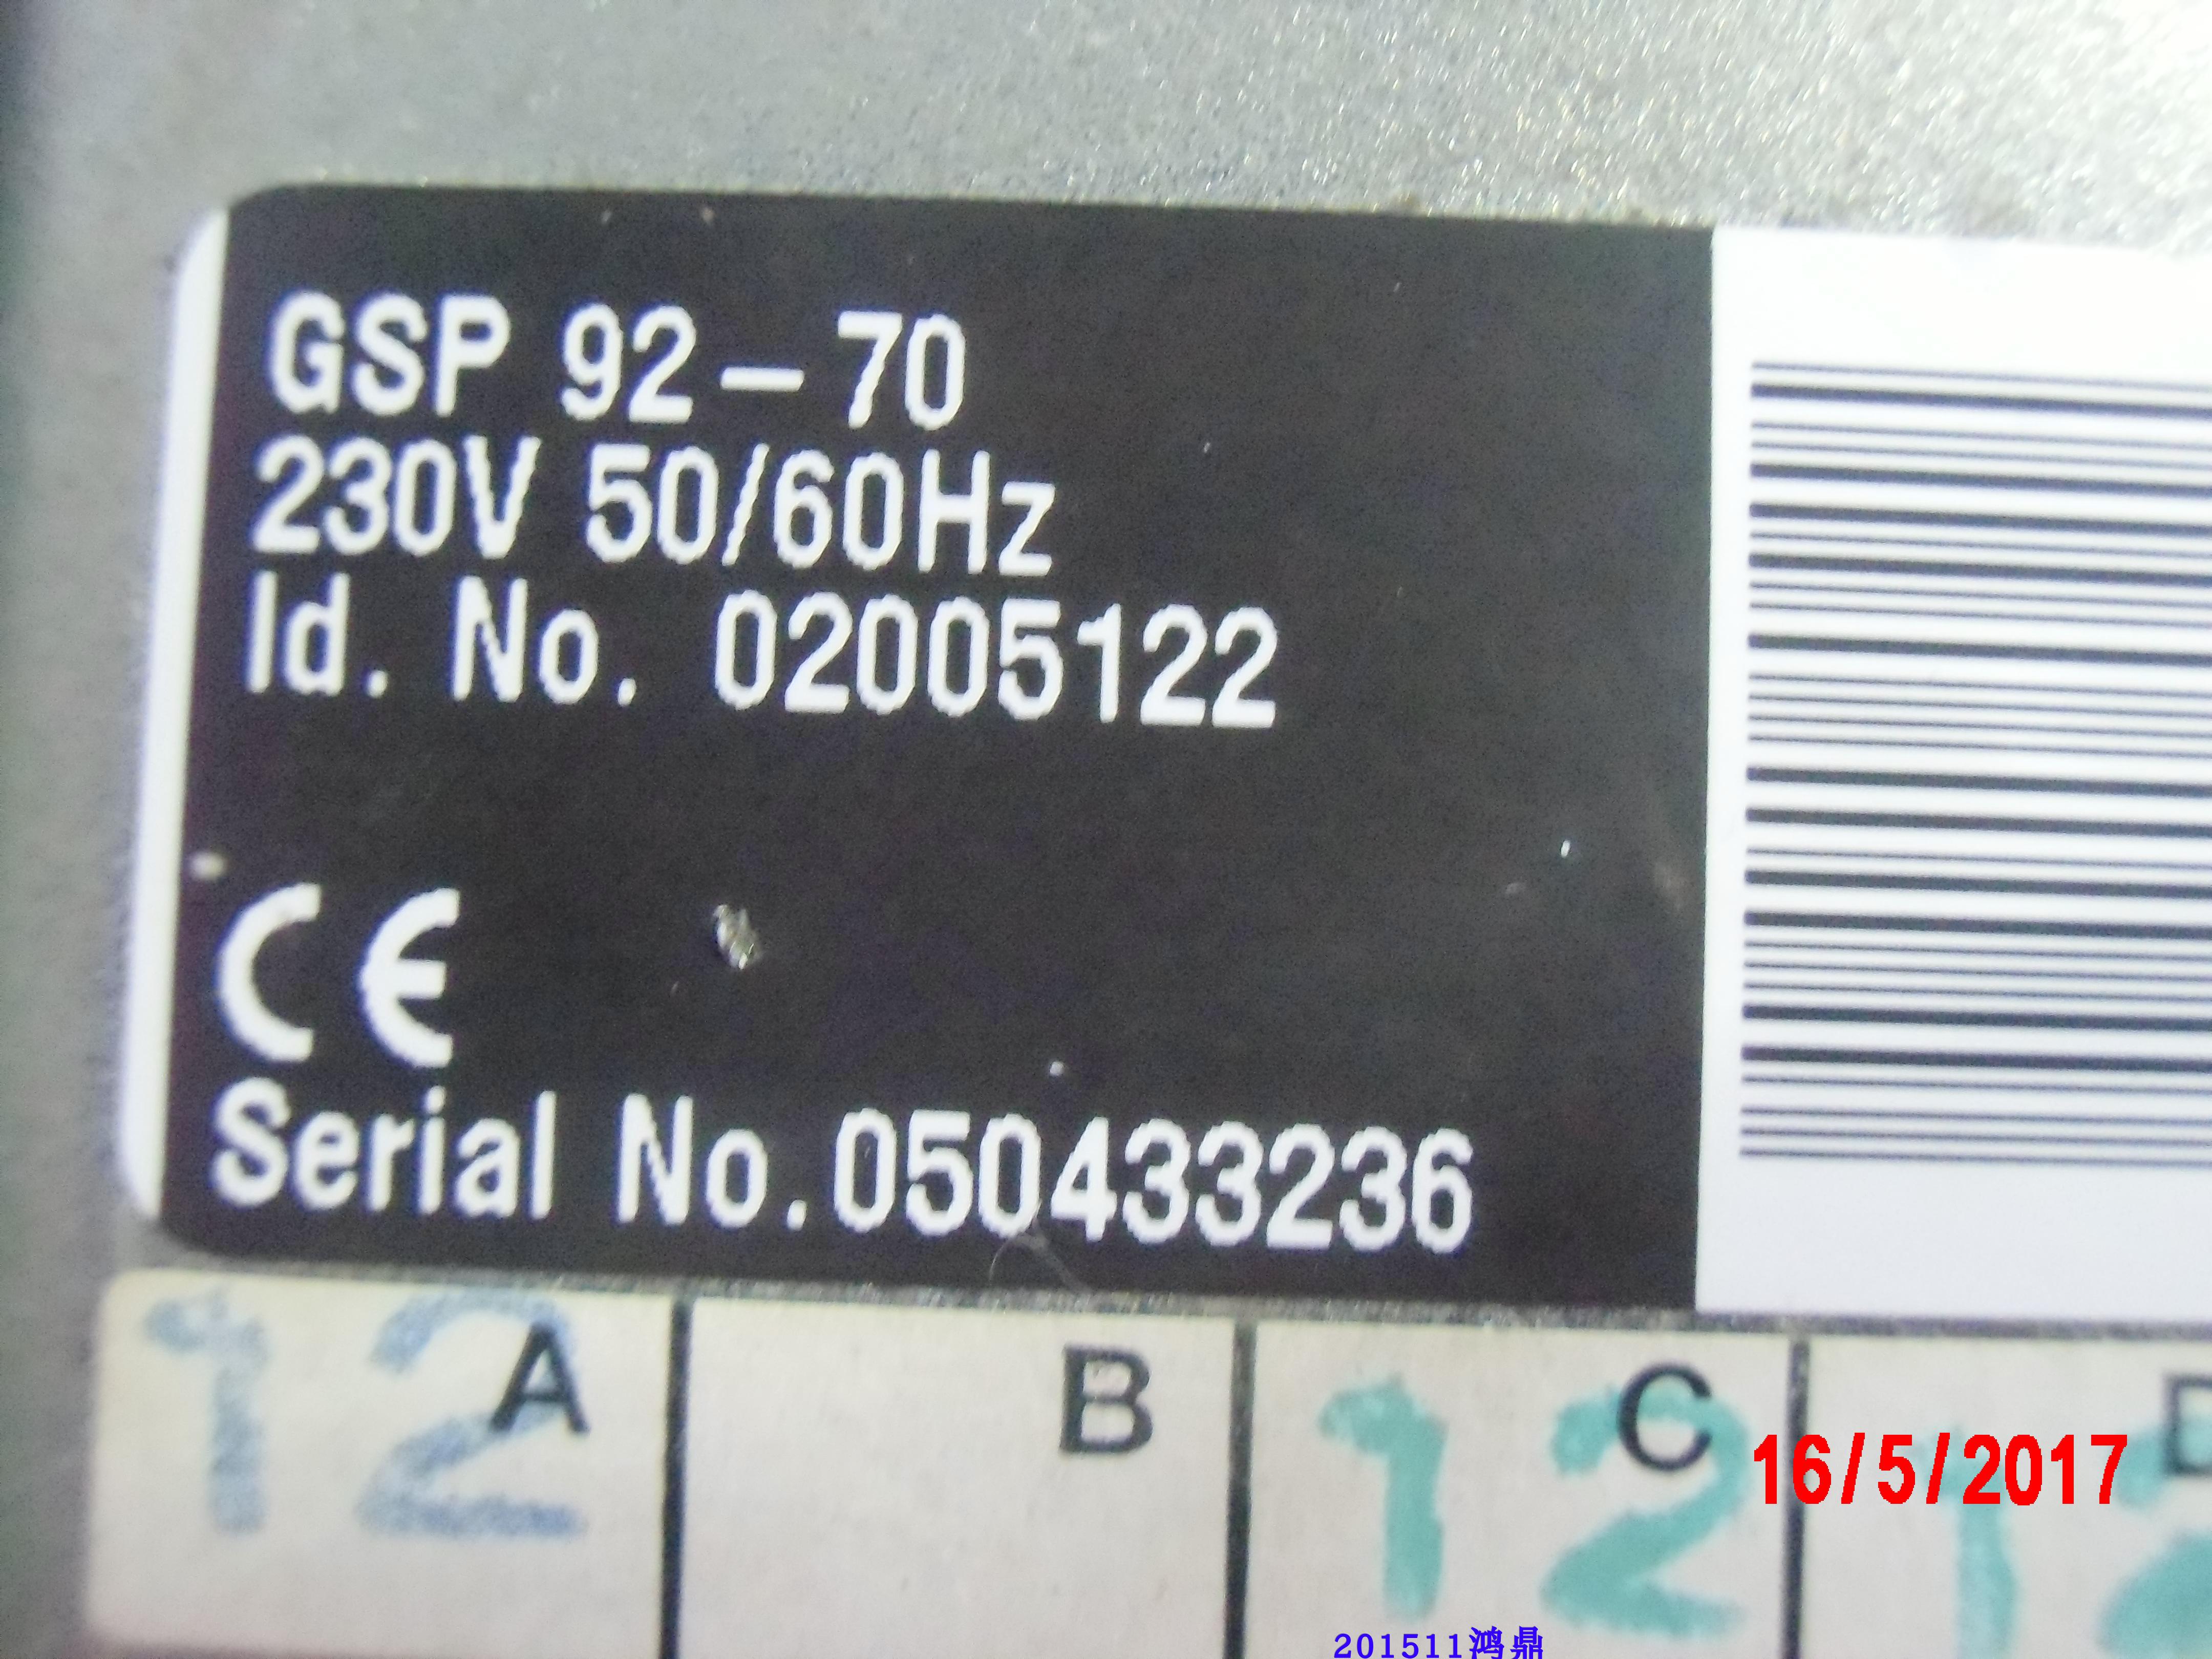 GSP 92-70
230V 50/60Hz
Id. No. 02005122
CE
Serial No.050433236
A
B
C
12
12
12
16/5/2017
201511鸿鼎